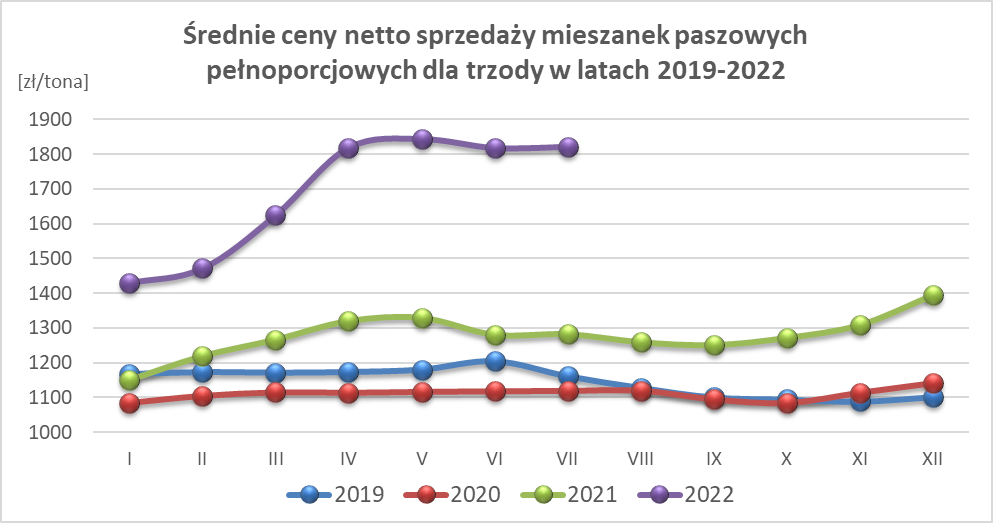 Średnie ceny netto sprzedaży mieszanek paszowych
pełnoporcjowych dla trzody w latach 2019-2022
[zł/tona]
1900
1800
1700
1600
1500
1400
1300
1200
1100
1000
I II III IV V VI VII VIII IX X XI XII
2019 2020 2021 2022